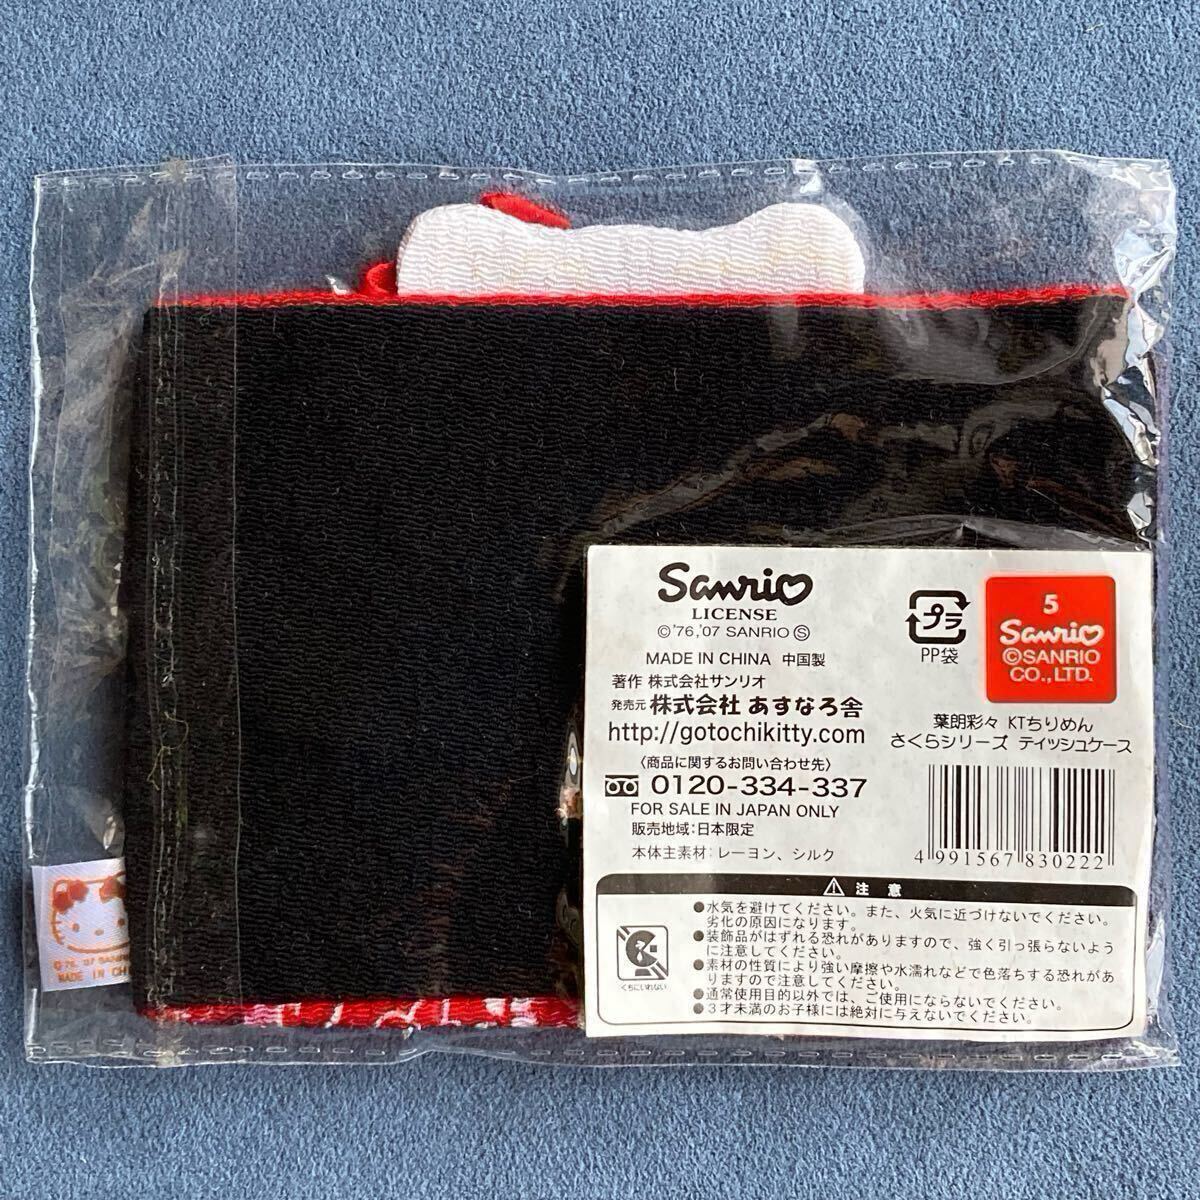 Sanrio
LICENSE
©'76,'07 SANRIO Ⓢ
MADE IN CHINA 中国製
著作 株式会社サンリオ
発売元 株式会社 あすなろ舎
http://gotochikitty.com
〈商品に関するお問い合わせ先〉
0120-334-337
FOR SALE IN JAPAN ONLY
販売地域:日本限定
本体主素材:レーヨン、シルク
プラ
PP袋
5
Sanrio
©SANRIO
CO.,LTD.
葉朗彩々 KTちりめん
さくらシリーズ ティッシュケース
4 991567 830222
⚠ 注 意
くちにいれない
●水気を避けてください。また、火気に近づけないでください。
劣化の原因になります。
●装飾品がはずれる恐れがありますので、強く引っ張らないよう
に注意してください。
●素材の性質により強い摩擦や水濡れなどで色落ちする恐れがあ
りますので注意してください。
●通常使用目的以外では、ご使用にならないでください。
●3才未満のお子様には絶対に与えないでください。
©'76, '07 SANRIO
MADE IN CHI